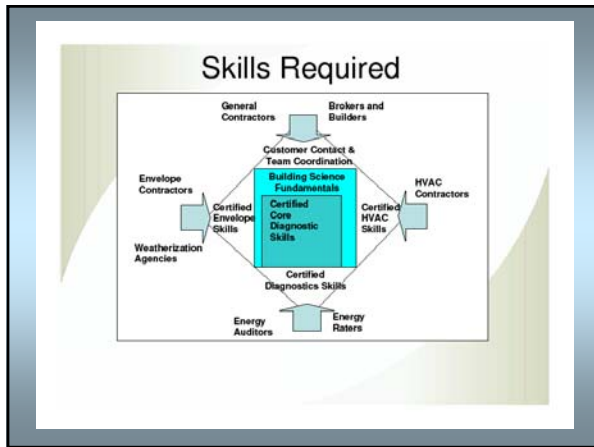 Skills Required
General
Contractors
Brokers and
Builders
Customer Contact &
Team Coordination
Envelope
Contractors
Building Science
Fundamentals
HVAC
Contractors
Certified
Envelope
Skills
Certified
Core
Diagnostic
Skills
Certified
HVAC
Skills
Weatherization
Agencies
Certified
Diagnostics Skills
Energy
Auditors
Energy
Raters